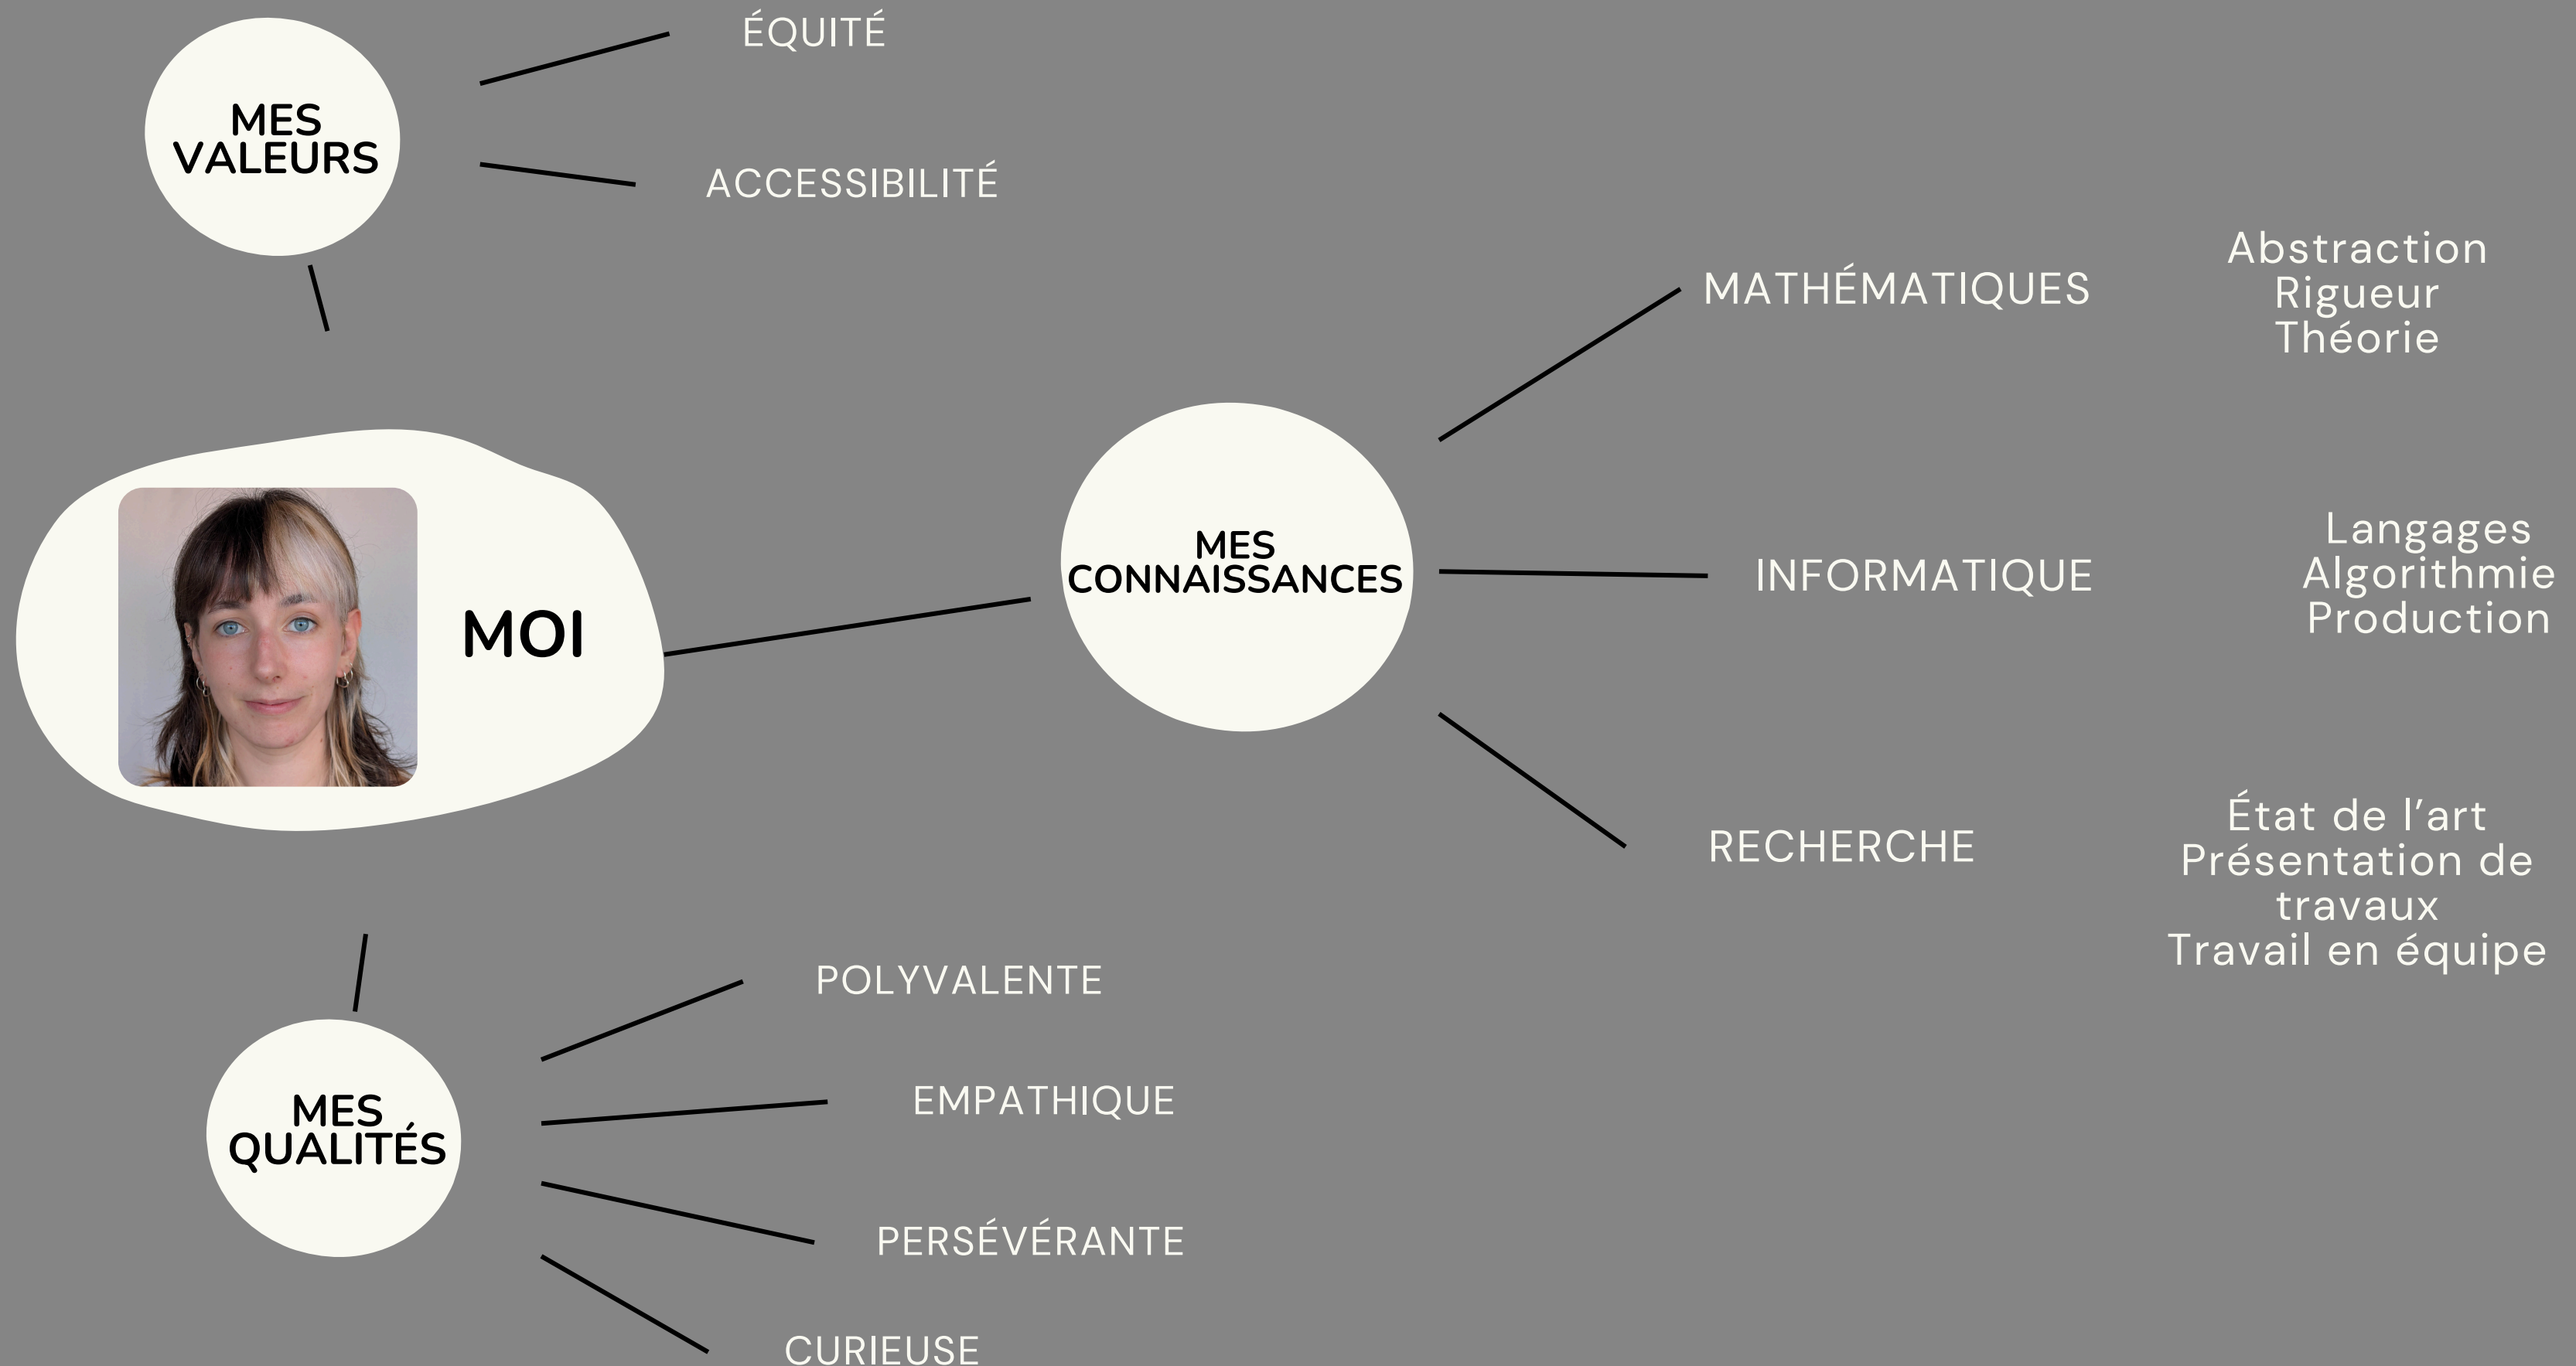 MES
VALEURS
ÉQUITÉ
ACCESSIBILITÉ
MOI
MES
CONNAISSANCES
MATHÉMATIQUES
Abstraction
Rigueur
Théorie
INFORMATIQUE
Langages
Algorithmie
Production
RECHERCHE
État de l’art
Présentation de
travaux
Travail en équipe
MES
QUALITÉS
POLYVALENTE
EMPATHIQUE
PERSÉVÉRANTE
CURIEUSE